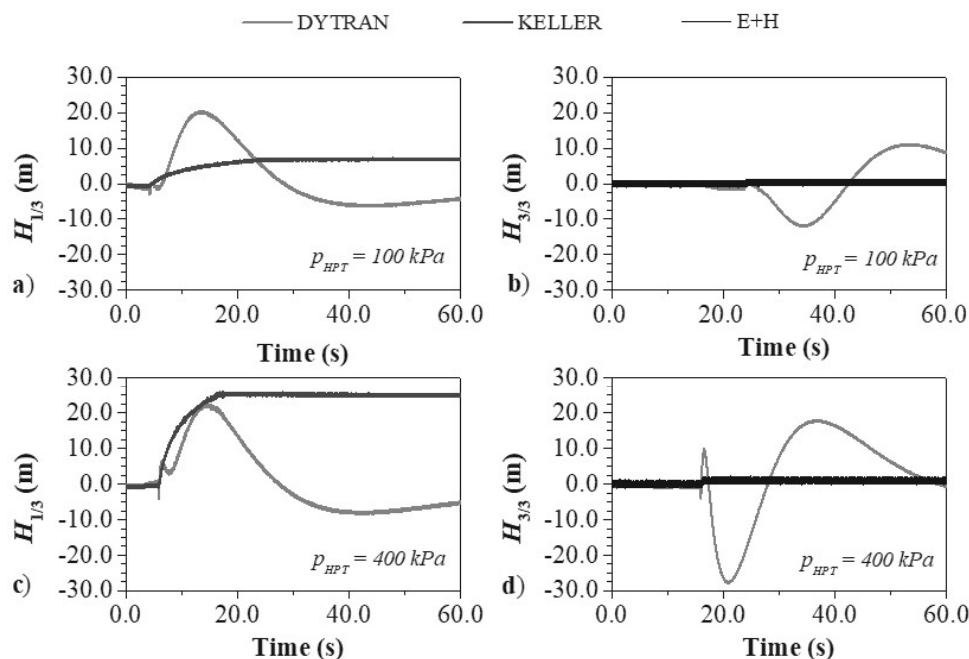 DYTRAN KELLER E+H
30.0
20.0
10.0
0.0
-10.0
-20.0
-30.0
H1/3 (m)
a)
pHPT = 100 kPa
0.0 20.0 40.0 60.0
Time (s)
30.0
20.0
10.0
0.0
-10.0
-20.0
-30.0
H3/3 (m)
b)
pHPT = 100 kPa
0.0 20.0 40.0 60.0
Time (s)
30.0
20.0
10.0
0.0
-10.0
-20.0
-30.0
H1/3 (m)
c)
pHPT = 400 kPa
0.0 20.0 40.0 60.0
Time (s)
30.0
20.0
10.0
0.0
-10.0
-20.0
-30.0
H3/3 (m)
d)
pHPT = 400 kPa
0.0 20.0 40.0 60.0
Time (s)